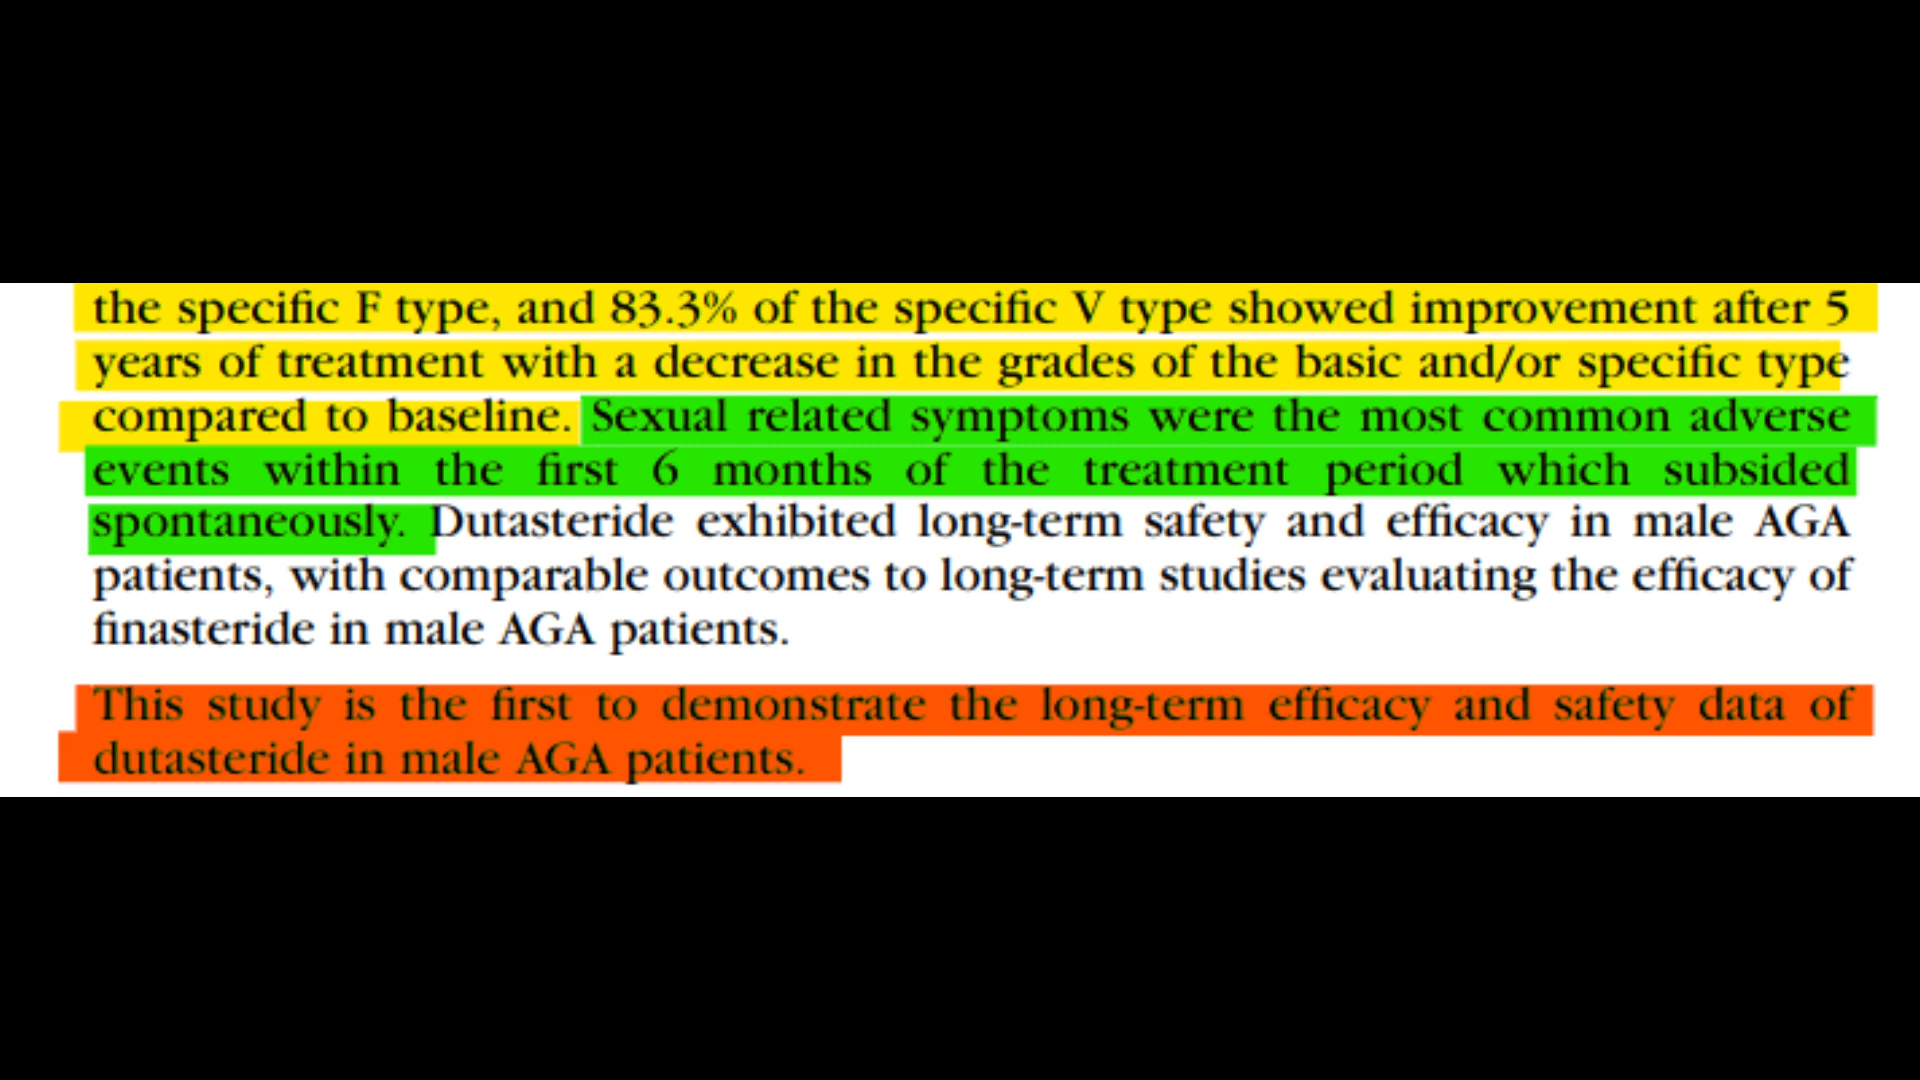 the specific F type, and 83.3% of the specific V type showed improvement after 5
years of treatment with a decrease in the grades of the basic and/or specific type
compared to baseline. Sexual related symptoms were the most common adverse
events within the first 6 months of the treatment period which subsided
spontaneously. Dutasteride exhibited long-term safety and efficacy in male AGA
patients, with comparable outcomes to long-term studies evaluating the efficacy of
finasteride in male AGA patients.
This study is the first to demonstrate the long-term efficacy and safety data of
dutasteride in male AGA patients.